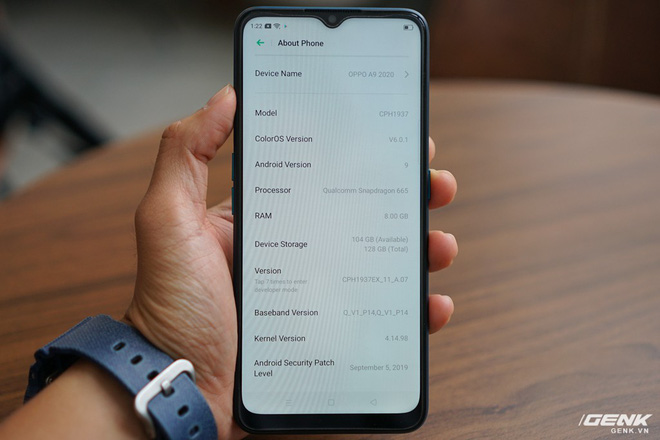 1:22
About Phone
Device Name OPPO A9 2020
Model CPH1937
ColorOS Version V6.0.1
Android Version 9
Processor Qualcomm Snapdragon 665
RAM 8.00 GB
Device Storage 104 GB (Available)
128 GB (Total)
Version CPH1937EX_11_A.07
Tap 7 times to enter
developer mode
Baseband Version Q_V1_P14,Q_V1_P14
Kernel Version 4.14.98
Android Security Patch
Level September 5, 2019
GENK
GENK.VN